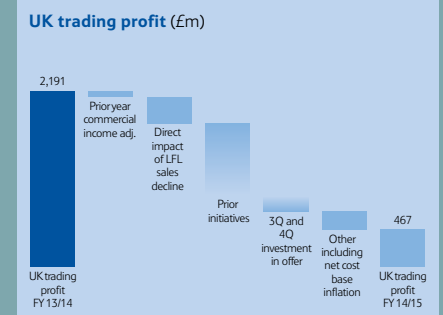 UK trading profit (£m)
2,191
Prior year
commercial
income adj.
Direct
impact
of LFL
sales
decline
Prior
initiatives
3Q and
4Q
investment
in offer
Other
including
net cost
base
inflation
467
UK trading
profit
FY 13/14
UK trading
profit
FY 14/15